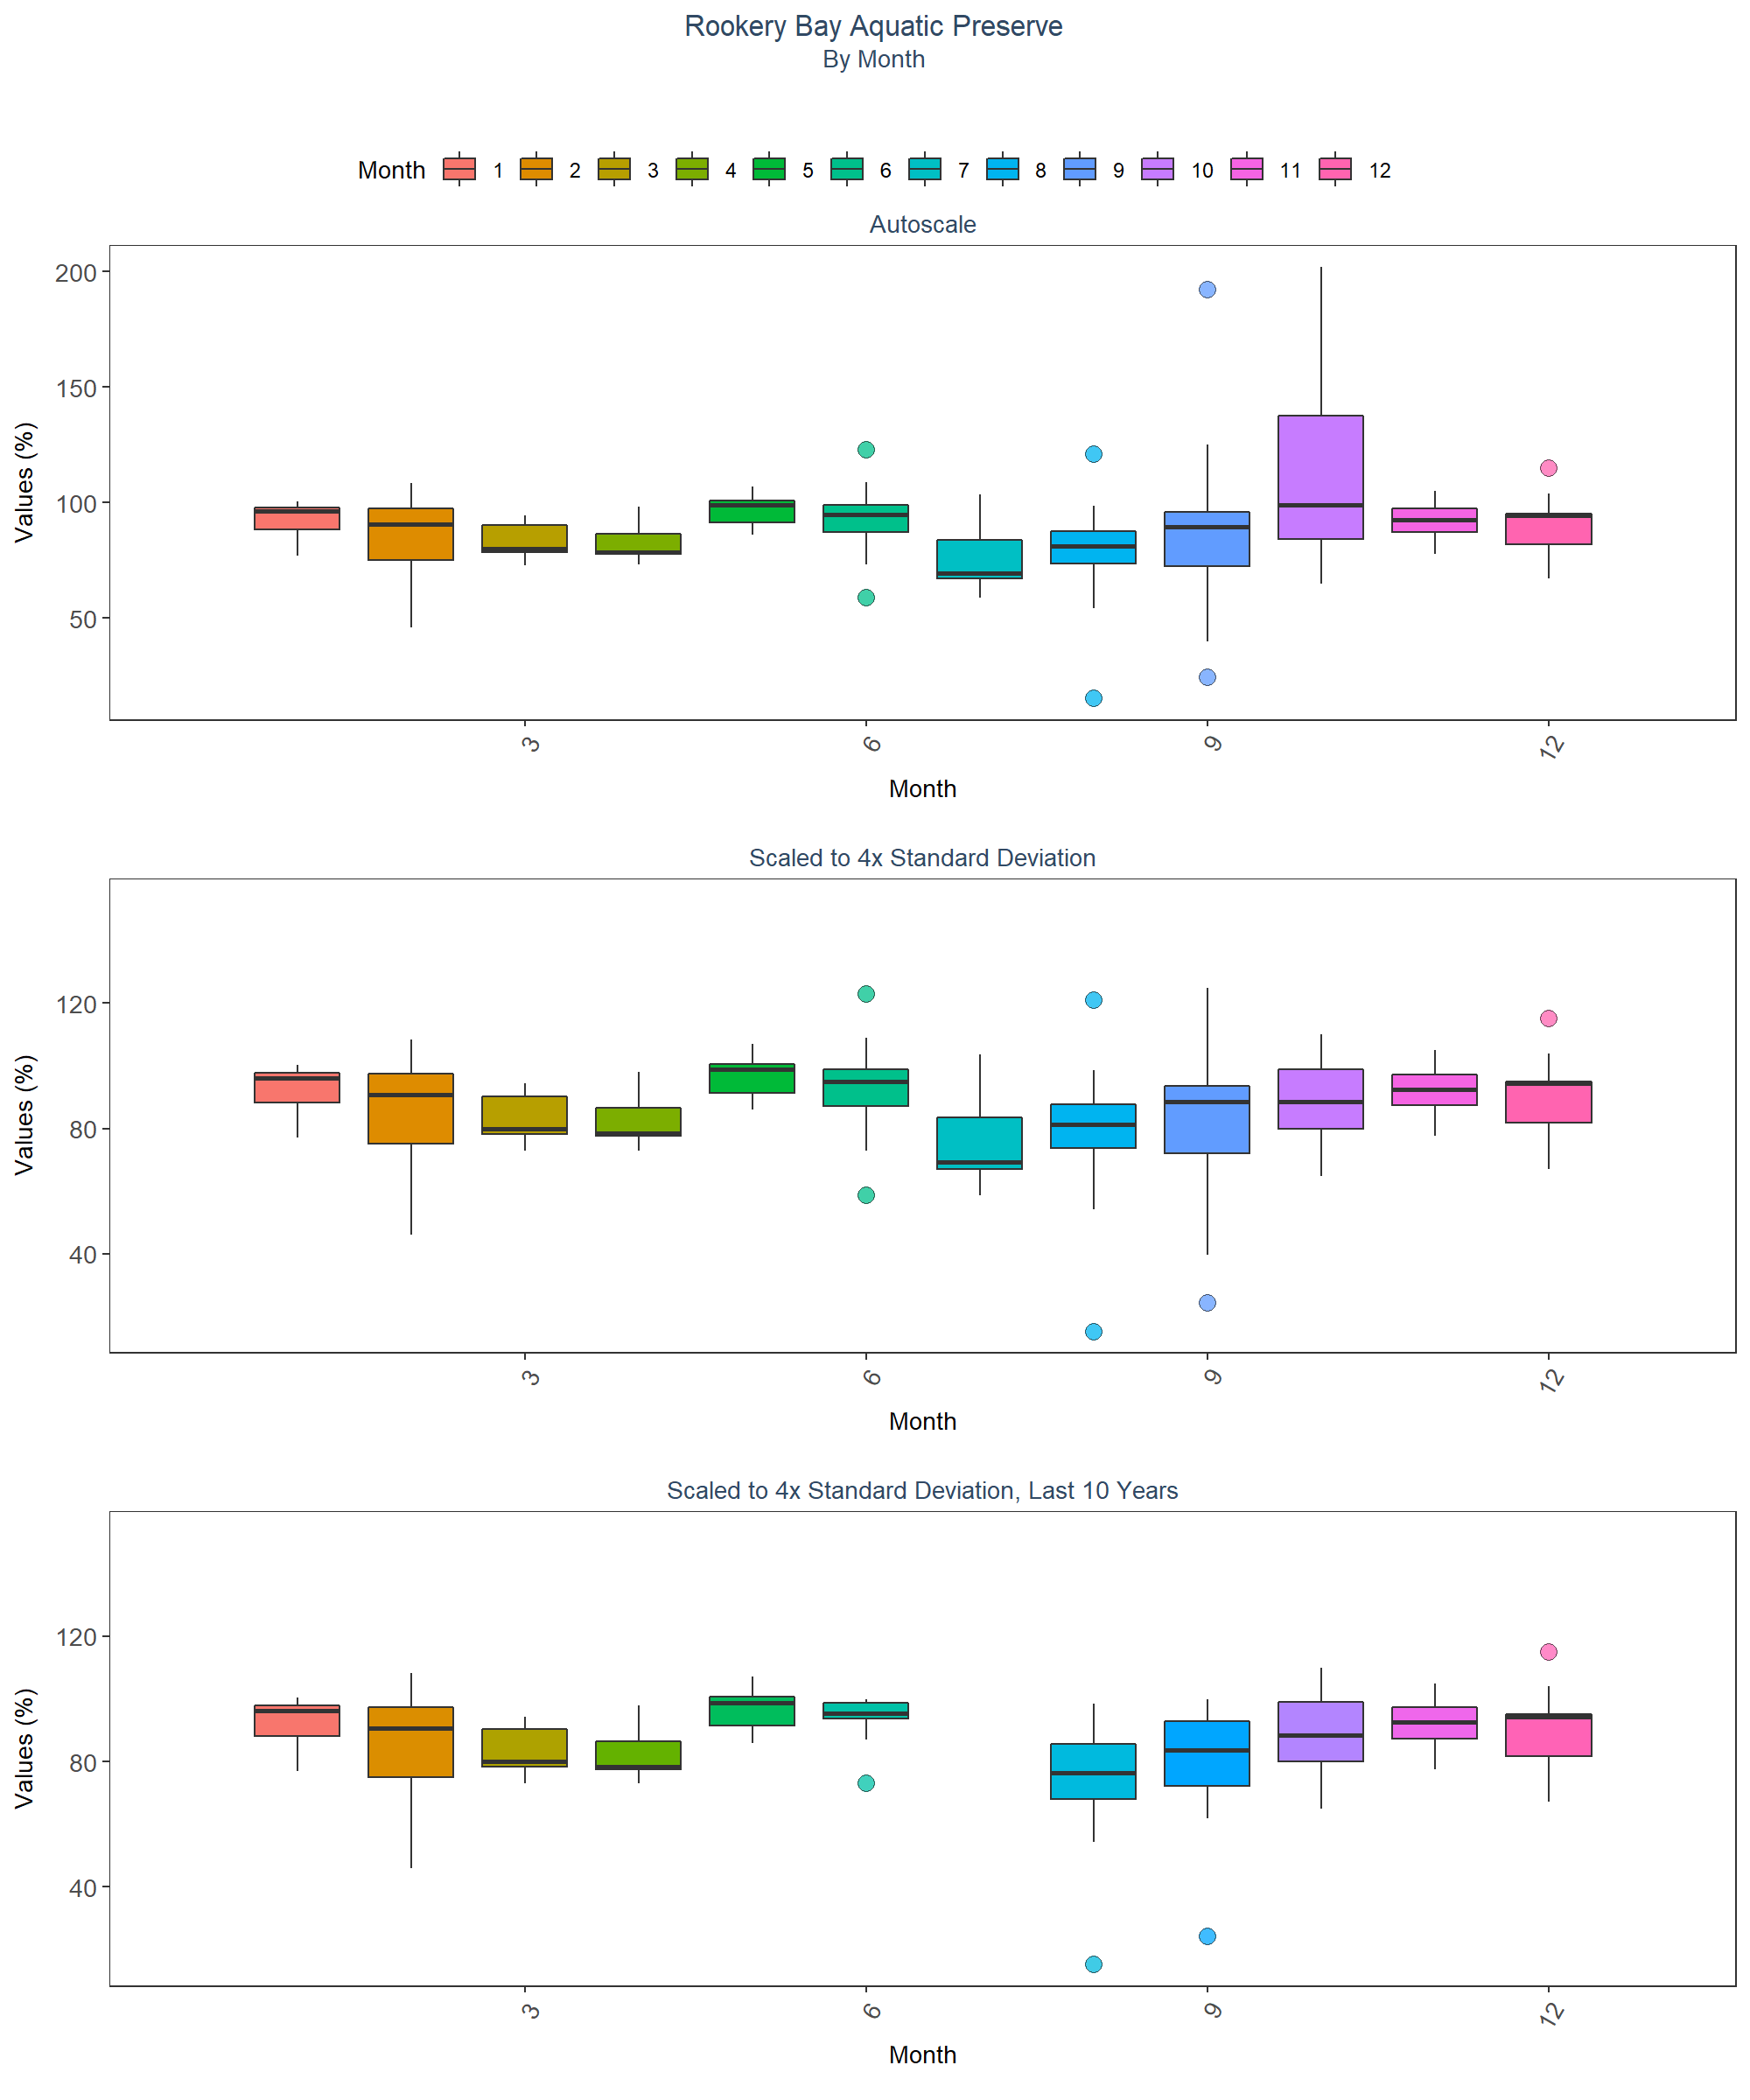 Rookery Bay Aquatic Preserve
By Month
Month 1 2 3 4 5 6 7 8 9 10 11 12
Autoscale
200
150
100
50
Values (%)
3 6 9 12
Month
Scaled to 4x Standard Deviation
120
80
40
Values (%)
3 6 9 12
Month
Scaled to 4x Standard Deviation, Last 10 Years
120
80
40
Values (%)
3 6 9 12
Month